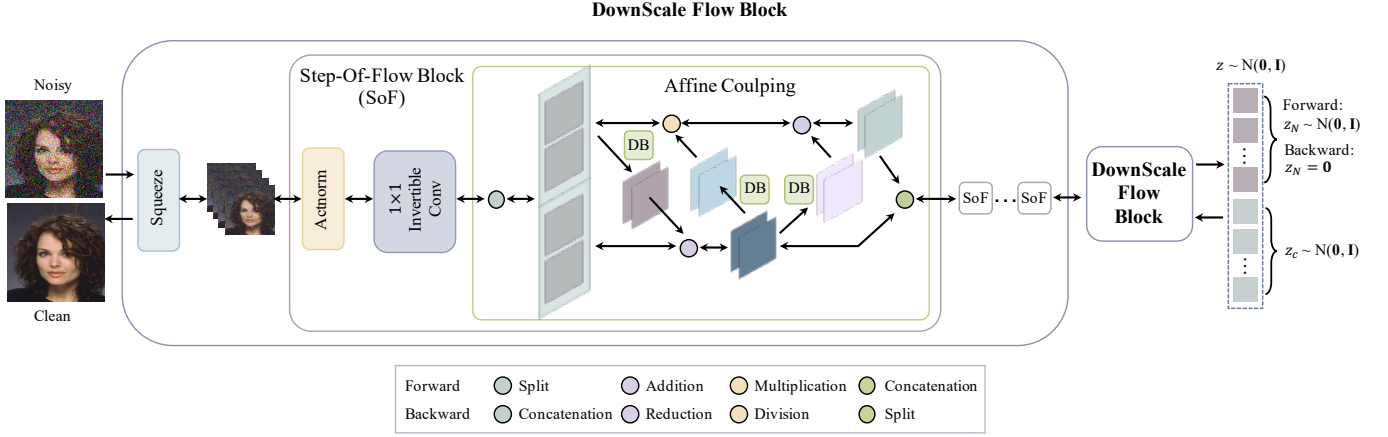 DownScale Flow Block
Noisy
Clean
Squeeze
Step-Of-Flow Block
(SoF)
Actnorm
1×1
Invertible
Conv
Affine Coulping
DB
DB
DB
SoF
...
SoF
DownScale
Flow
Block
z ~ N(0, I)
Forward:
z_N ~ N(0, I)
Backward:
z_N = 0
z_c ~ N(0, I)
Forward Split Addition Multiplication Concatenation
Backward Concatenation Reduction Division Split